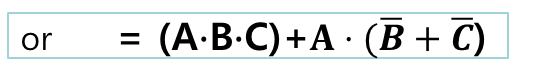 or = (A·B·C)+A · (B̅ + C̅)